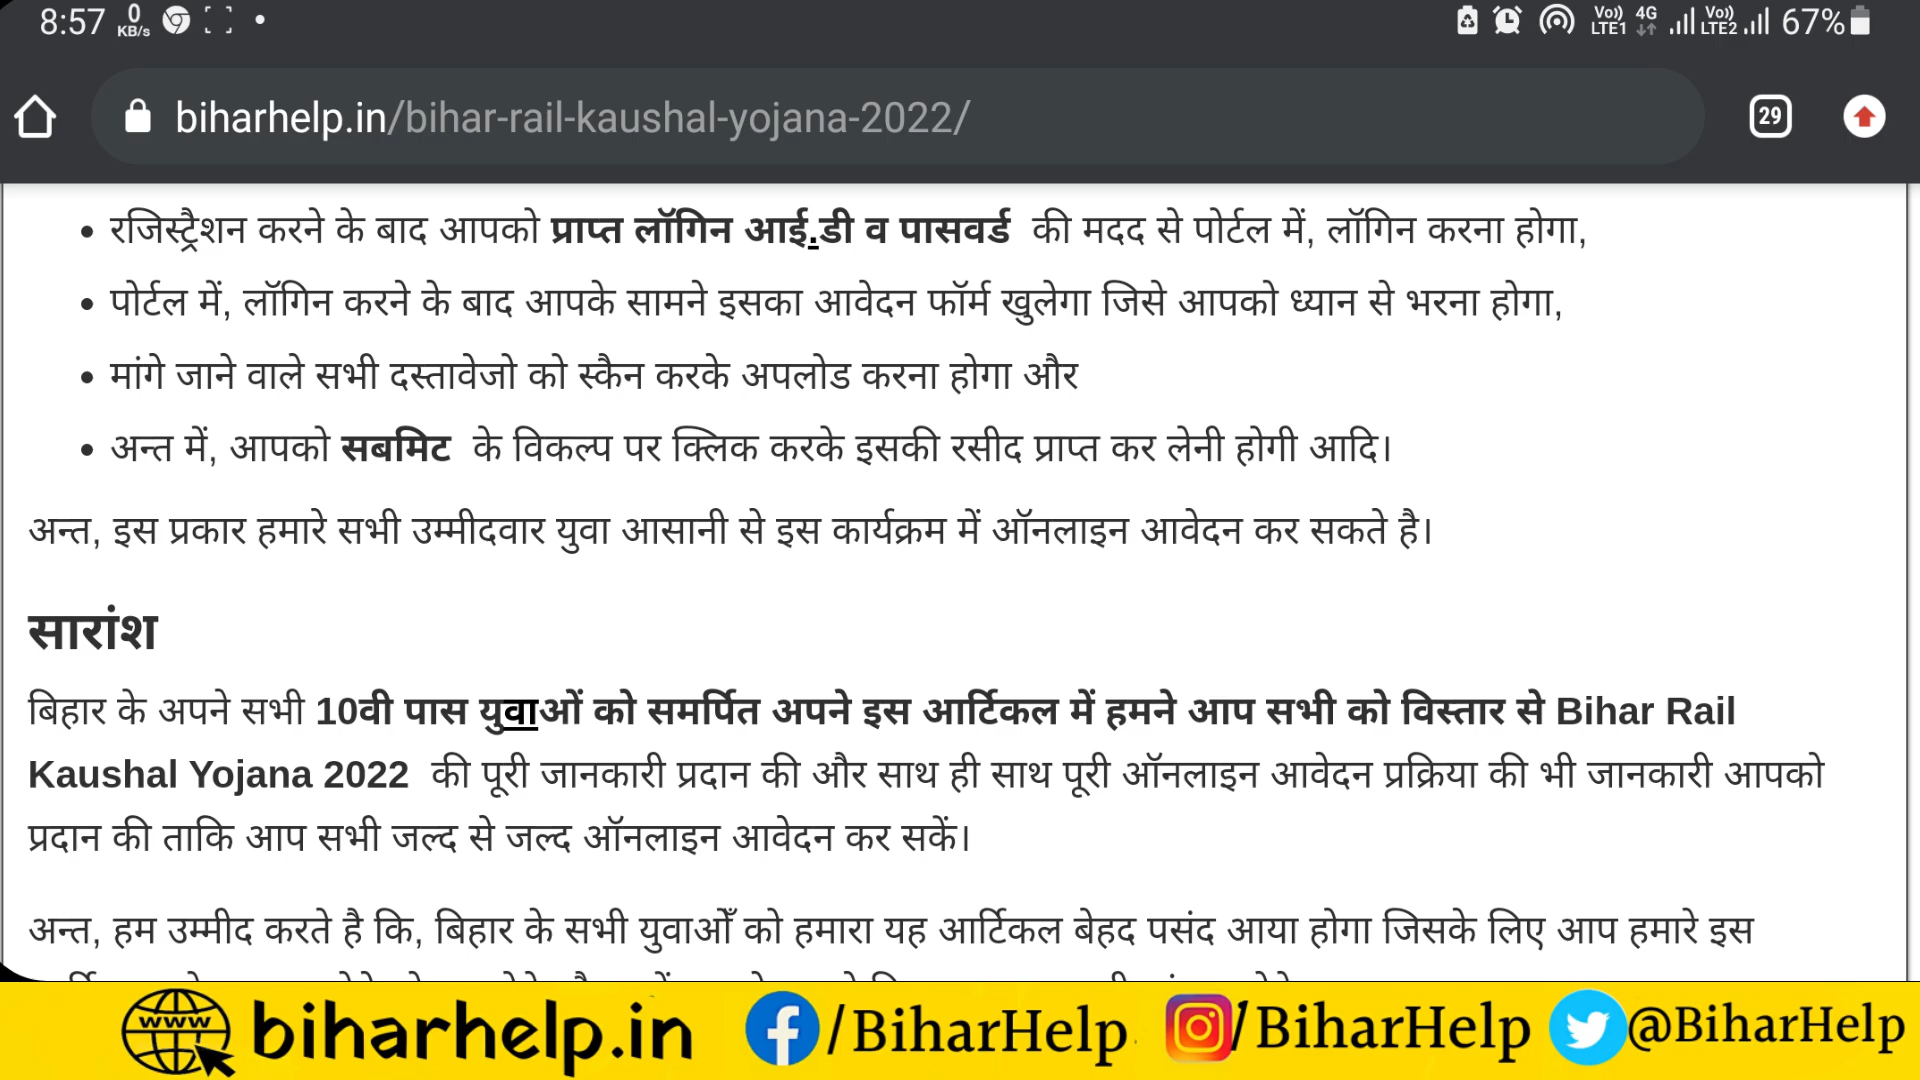 8:57 0 KB/s Vo)) LTE1 4G Vo)) LTE2 67%
biharhelp.in/bihar-rail-kaushal-yojana-2022/ 29
• रजिस्ट्रैशन करने के बाद आपको प्राप्त लॉगिन आई.डी व पासवर्ड की मदद से पोर्टल में, लॉगिन करना होगा,
• पोर्टल में, लॉगिन करने के बाद आपके सामने इसका आवेदन फॉर्म खुलेगा जिसे आपको ध्यान से भरना होगा,
• मांगे जाने वाले सभी दस्तावेजो को स्कैन करके अपलोड करना होगा और
• अन्त में, आपको सबमिट के विकल्प पर क्लिक करके इसकी रसीद प्राप्त कर लेनी होगी आदि।
अन्त, इस प्रकार हमारे सभी उम्मीदवार युवा आसानी से इस कार्यक्रम में ऑनलाइन आवेदन कर सकते है।
सारांश
बिहार के अपने सभी 10वी पास युवाओं को समर्पित अपने इस आर्टिकल में हमने आप सभी को विस्तार से Bihar Rail
Kaushal Yojana 2022 की पूरी जानकारी प्रदान की और साथ ही साथ पूरी ऑनलाइन आवेदन प्रक्रिया की भी जानकारी आपको
प्रदान की ताकि आप सभी जल्द से जल्द ऑनलाइन आवेदन कर सकें।
अन्त, हम उम्मीद करते है कि, बिहार के सभी युवाओँ को हमारा यह आर्टिकल बेहद पसंद आया होगा जिसके लिए आप हमारे इस
www biharhelp.in /BiharHelp /BiharHelp @BiharHelp